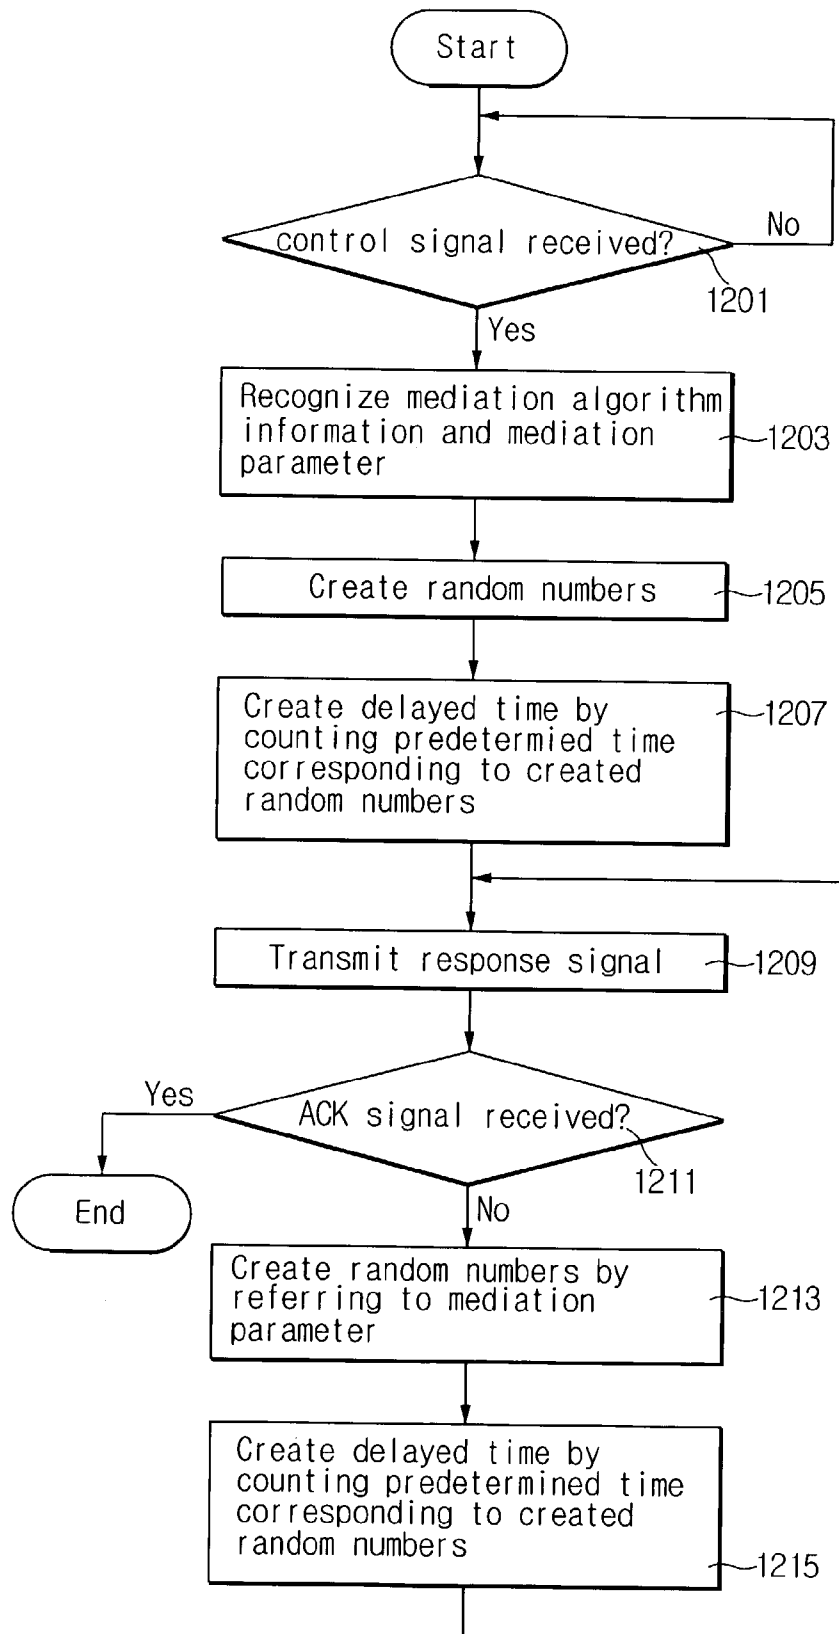 Start
control signal received?
No
1201
Yes
Recognize mediation algorithm
information and mediation
parameter
1203
Create random numbers
1205
Create delayed time by
counting predetermied time
corresponding to created
random numbers
1207
Transmit response signal
1209
Yes
ACK signal received?
1211
End
No
Create random numbers by
referring to mediation
parameter
1213
Create delayed time by
counting predetermined time
corresponding to created
random numbers
1215